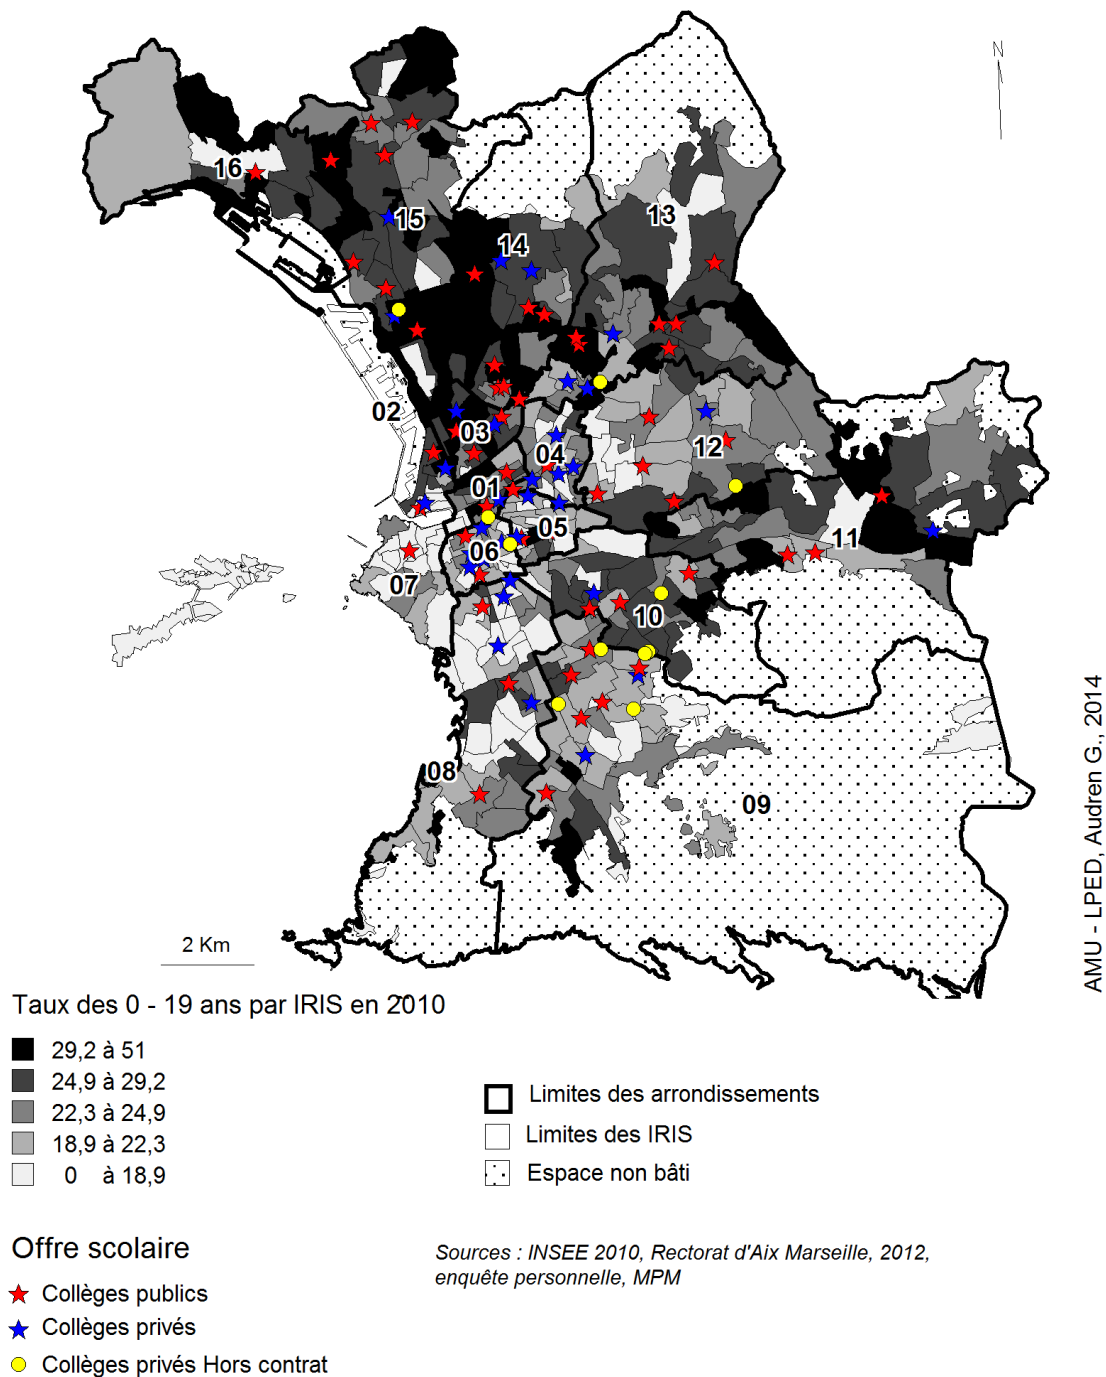 N
16
15
14
13
02
03
04
12
01
05
11
06
07
10
08
09
2 Km
AMU - LPED, Audren G., 2014
Taux des 0 - 19 ans par IRIS en 2010
29,2 à 51
24,9 à 29,2
22,3 à 24,9
18,9 à 22,3
0 à 18,9
Limites des arrondissements
Limites des IRIS
Espace non bâti
Offre scolaire
Collèges publics
Collèges privés
Collèges privés Hors contrat
Sources : INSEE 2010, Rectorat d'Aix Marseille, 2012,
enquête personnelle, MPM